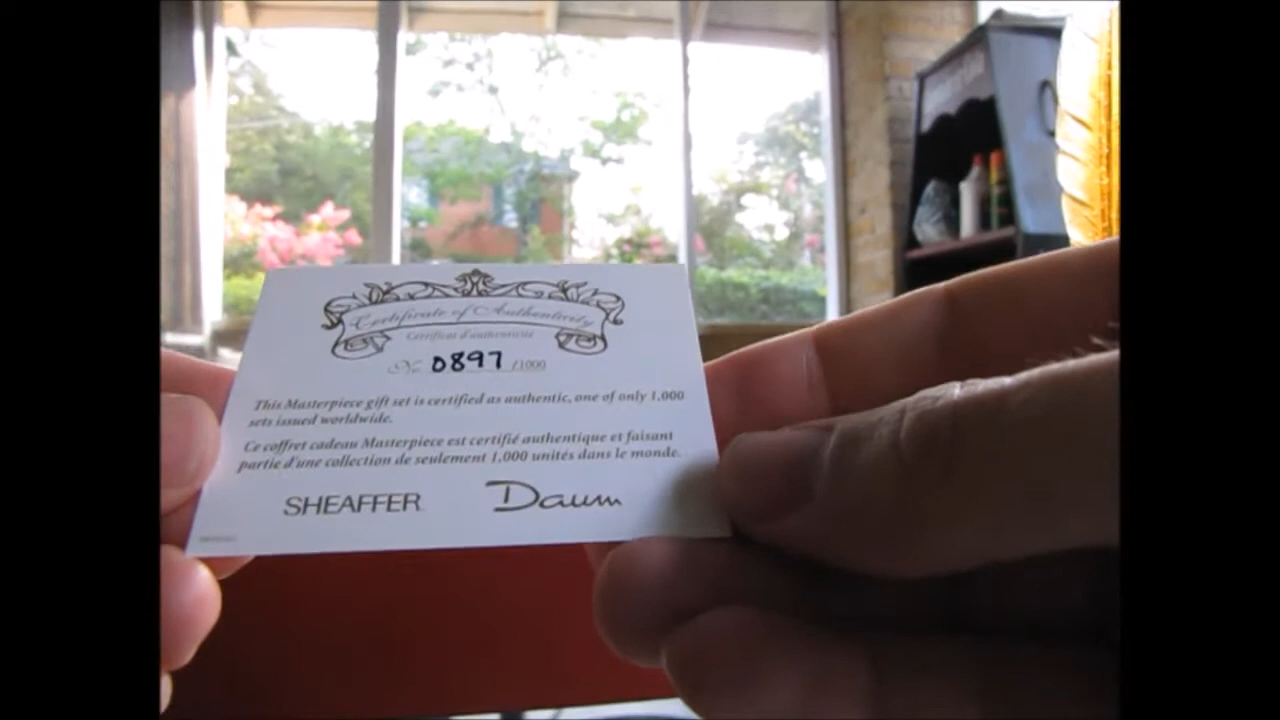 Certificate of Authenticity
Certificat d'authenticité
No 0897 /1000
This Masterpiece gift set is certified as authentic, one of only 1,000
sets issued worldwide.
Ce coffret cadeau Masterpiece est certifié authentique et faisant
partie d'une collection de seulement 1,000 unités dans le monde.
SHEAFFER
Daum